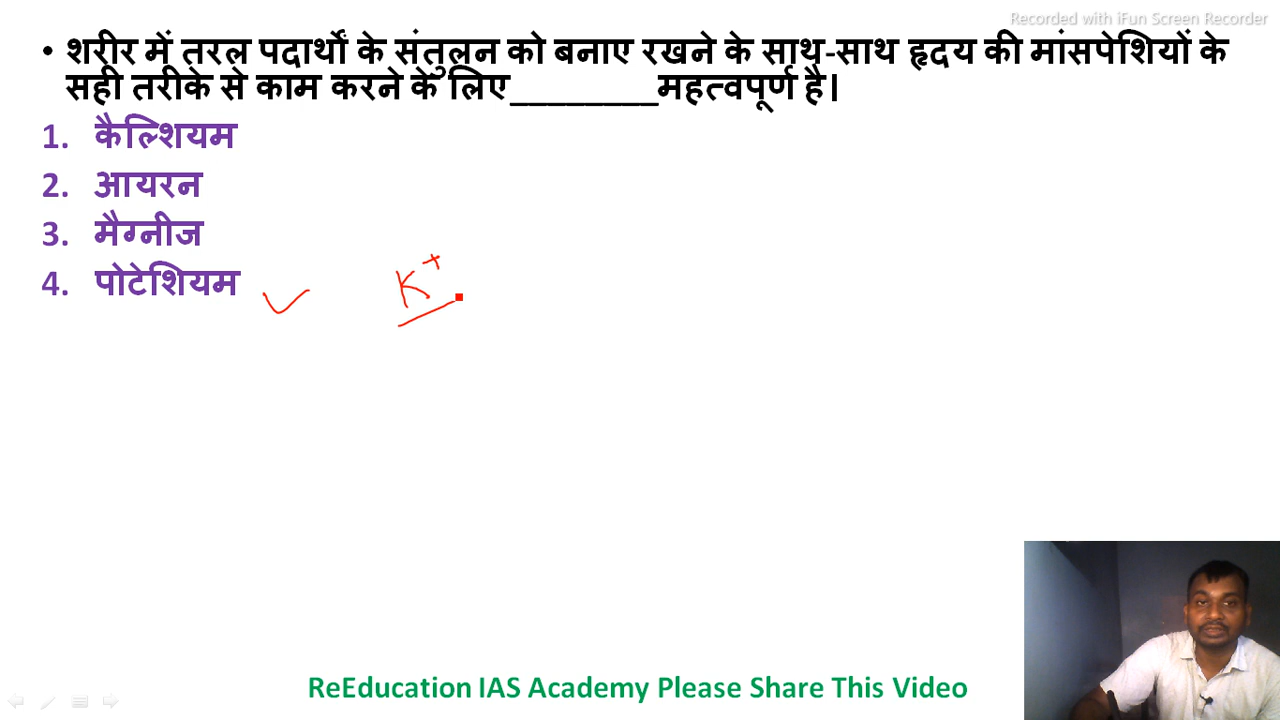 Recorded with iFun Screen Recorder
• शरीर में तरल पदार्थों के संतुलन को बनाए रखने के साथ-साथ हृदय की मांसपेशियों के
सही तरीके से काम करने के लिए________महत्वपूर्ण है।
1. कैल्शियम
2. आयरन
3. मैग्नीज
4. पोटेशियम
K+
ReEducation IAS Academy Please Share This Video